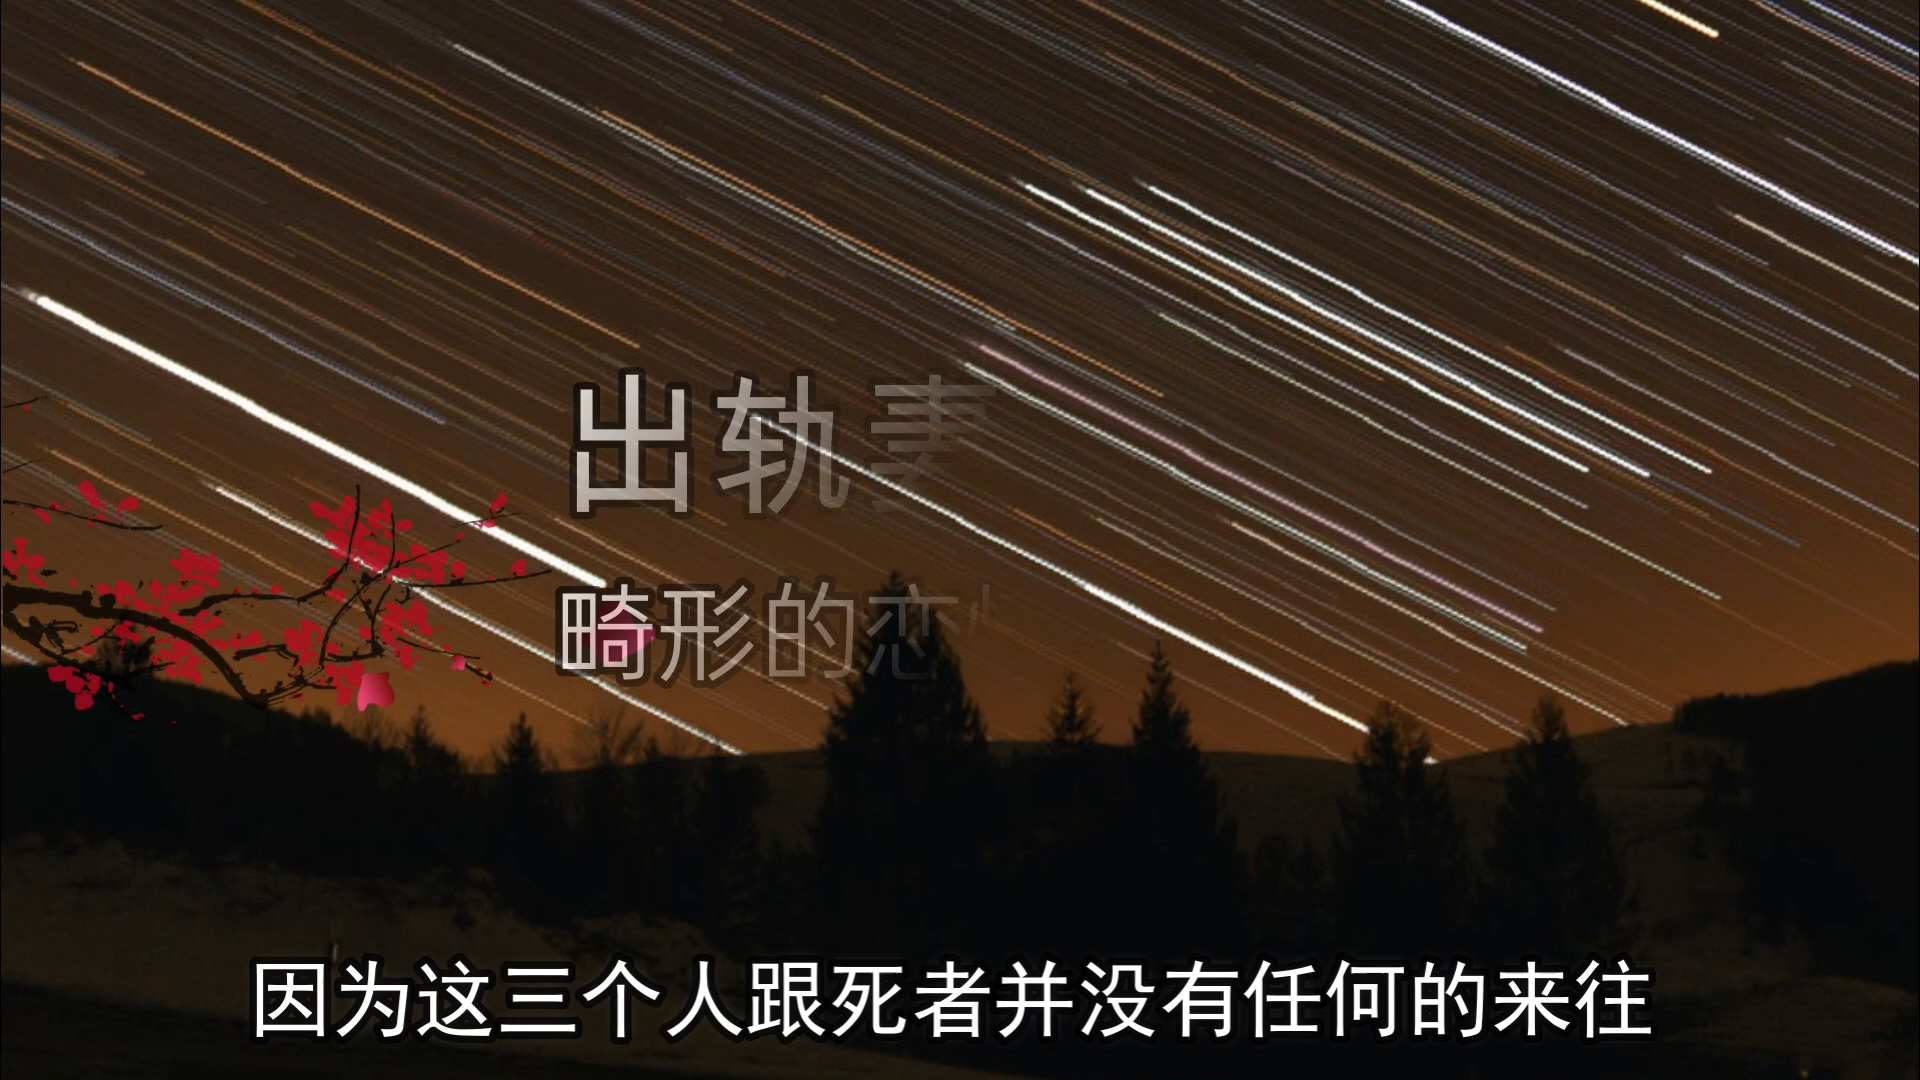 出轨妻
畸形的恋
因为这三个人跟死者并没有任何的来往